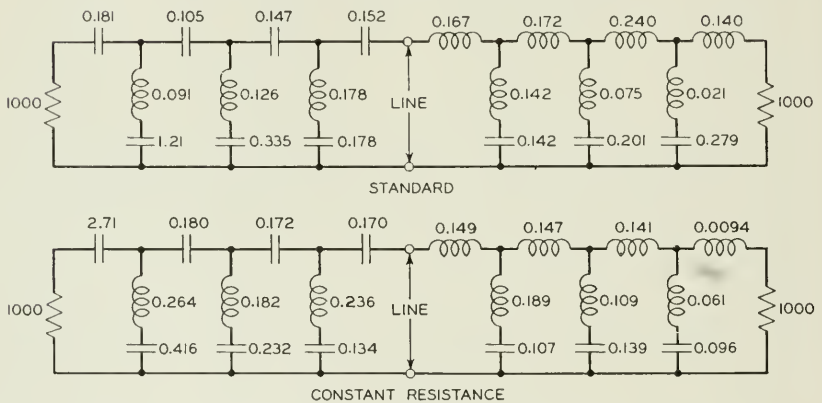 0.181 0.105 0.147 0.152 0.167 0.172 0.240 0.140
1000 0.091 0.126 0.178 LINE 0.142 0.075 0.021 1000
1.21 0.335 0.178 0.142 0.201 0.279
STANDARD
2.71 0.180 0.172 0.170 0.149 0.147 0.141 0.0094
1000 0.264 0.182 0.236 LINE 0.189 0.109 0.061 1000
0.416 0.232 0.134 0.107 0.139 0.096
CONSTANT RESISTANCE